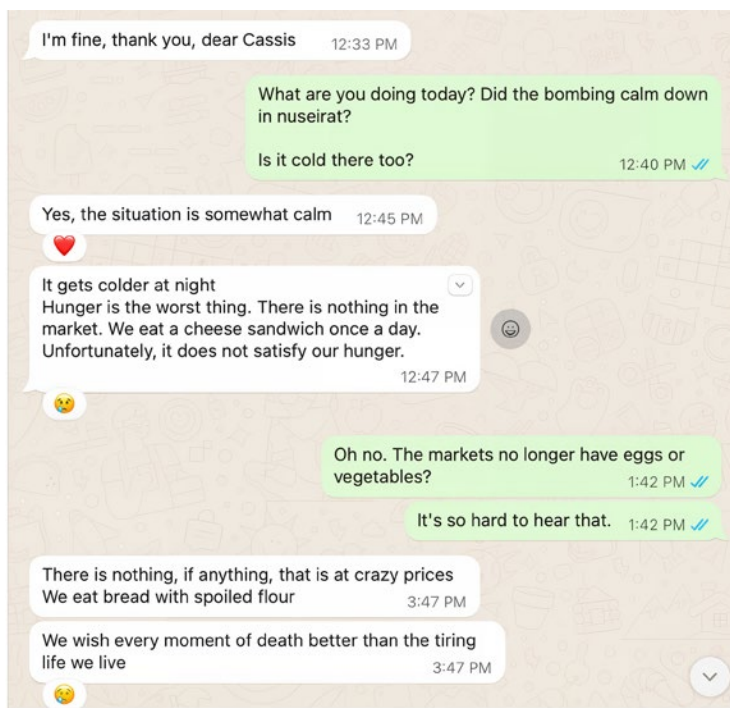 I'm fine, thank you, dear Cassis 12:33 PM
What are you doing today? Did the bombing calm down
in nuseirat?
Is it cold there too? 12:40 PM
Yes, the situation is somewhat calm 12:45 PM
It gets colder at night
Hunger is the worst thing. There is nothing in the
market. We eat a cheese sandwich once a day.
Unfortunately, it does not satisfy our hunger.
12:47 PM
Oh no. The markets no longer have eggs or
vegetables? 1:42 PM
It's so hard to hear that. 1:42 PM
There is nothing, if anything, that is at crazy prices
We eat bread with spoiled flour 3:47 PM
We wish every moment of death better than the tiring
life we live 3:47 PM